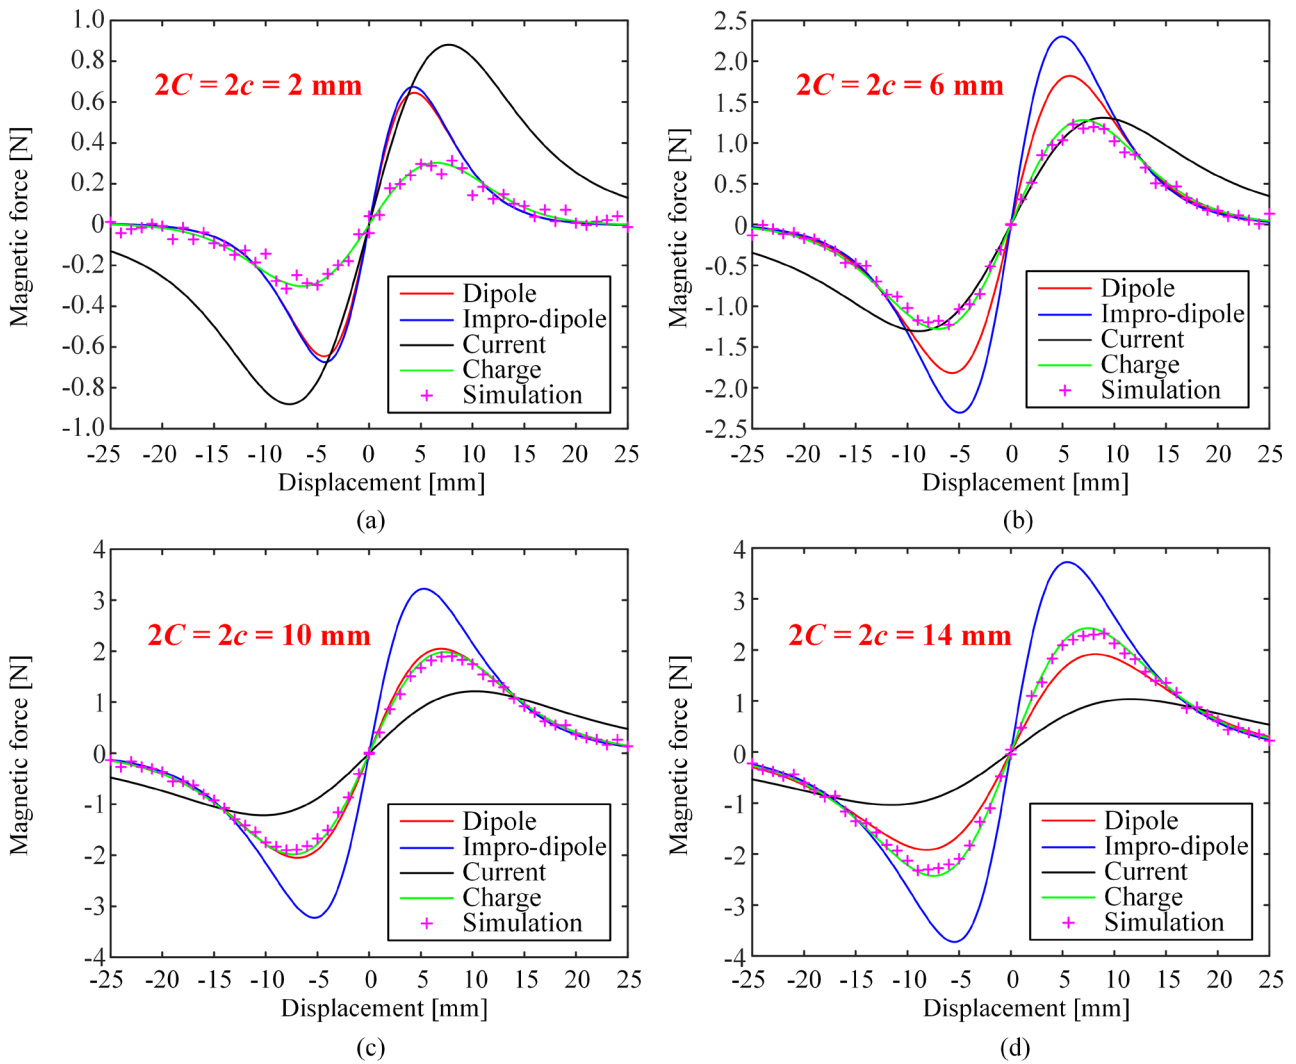 1.0
0.8
0.6
0.4
0.2
0
-0.2
-0.4
-0.6
-0.8
-1.0
Magnetic force [N]
2C = 2c = 2 mm
Dipole
Impro-dipole
Current
Charge
Simulation
-25 -20 -15 -10 -5 0 5 10 15 20 25
Displacement [mm]
(a)
2.5
2.0
1.5
1.0
0.5
0
-0.5
-1.0
-1.5
-2.0
-2.5
Magnetic force [N]
2C = 2c = 6 mm
Dipole
Impro-dipole
Current
Charge
Simulation
-25 -20 -15 -10 -5 0 5 10 15 20 25
Displacement [mm]
(b)
4
3
2
1
0
-1
-2
-3
-4
Magnetic force [N]
2C = 2c = 10 mm
Dipole
Impro-dipole
Current
Charge
Simulation
-25 -20 -15 -10 -5 0 5 10 15 20 25
Displacement [mm]
(c)
4
3
2
1
0
-1
-2
-3
-4
Magnetic force [N]
2C = 2c = 14 mm
Dipole
Impro-dipole
Current
Charge
Simulation
-25 -20 -15 -10 -5 0 5 10 15 20 25
Displacement [mm]
(d)